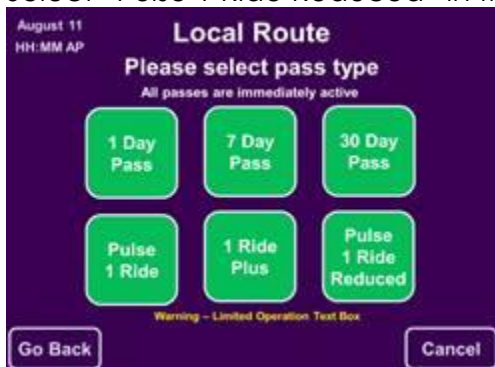 August 11
HH:MM AP
Local Route
Please select pass type
All passes are immediately active
1 Day
Pass
7 Day
Pass
30 Day
Pass
Pulse
1 Ride
1 Ride
Plus
Pulse
1 Ride
Reduced
Warning – Limited Operation Text Box
Go Back
Cancel